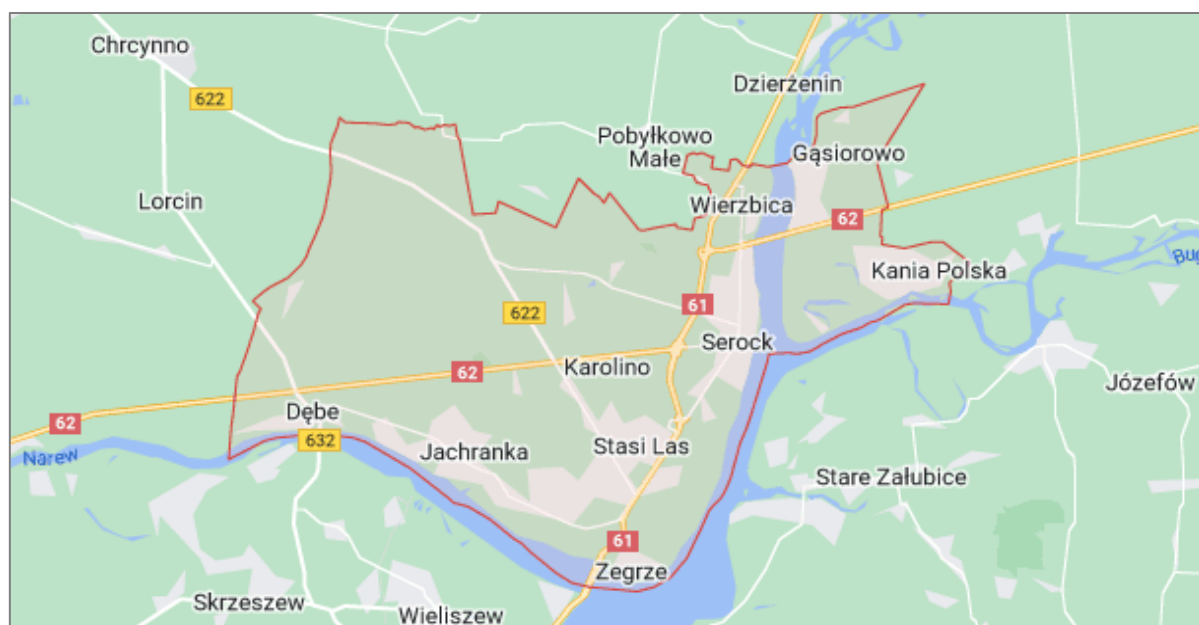 Chrcynno
Dzierżenin
622
Pobyłkowo
Małe
Gąsiorowo
Lorcin
Wierzbica
62
Kania Polska
Bug
61
622
Serock
Karolino
62
Józefów
62
Dębe
632
Narew
Jachranka
Stasi Las
Stare Załubice
61
Zegrze
Skrzeszew
Wieliszew